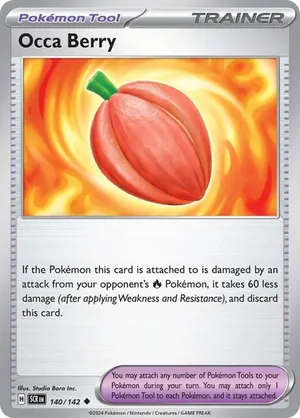 Pokémon Tool TRAINER
Occa Berry
If the Pokémon this card is attached to is damaged by an
attack from your opponent's 🔥 Pokémon, it takes 60 less
damage (after applying Weakness and Resistance), and discard
this card.
Illus. Studio Bora Inc.
H SCR EN 140/142 ◆
You may attach any number of Pokémon Tools to your
Pokémon during your turn. You may attach only
1 Pokémon Tool to each Pokémon, and it stays attached.
©2024 Pokémon / Nintendo / Creatures / GAME FREAK